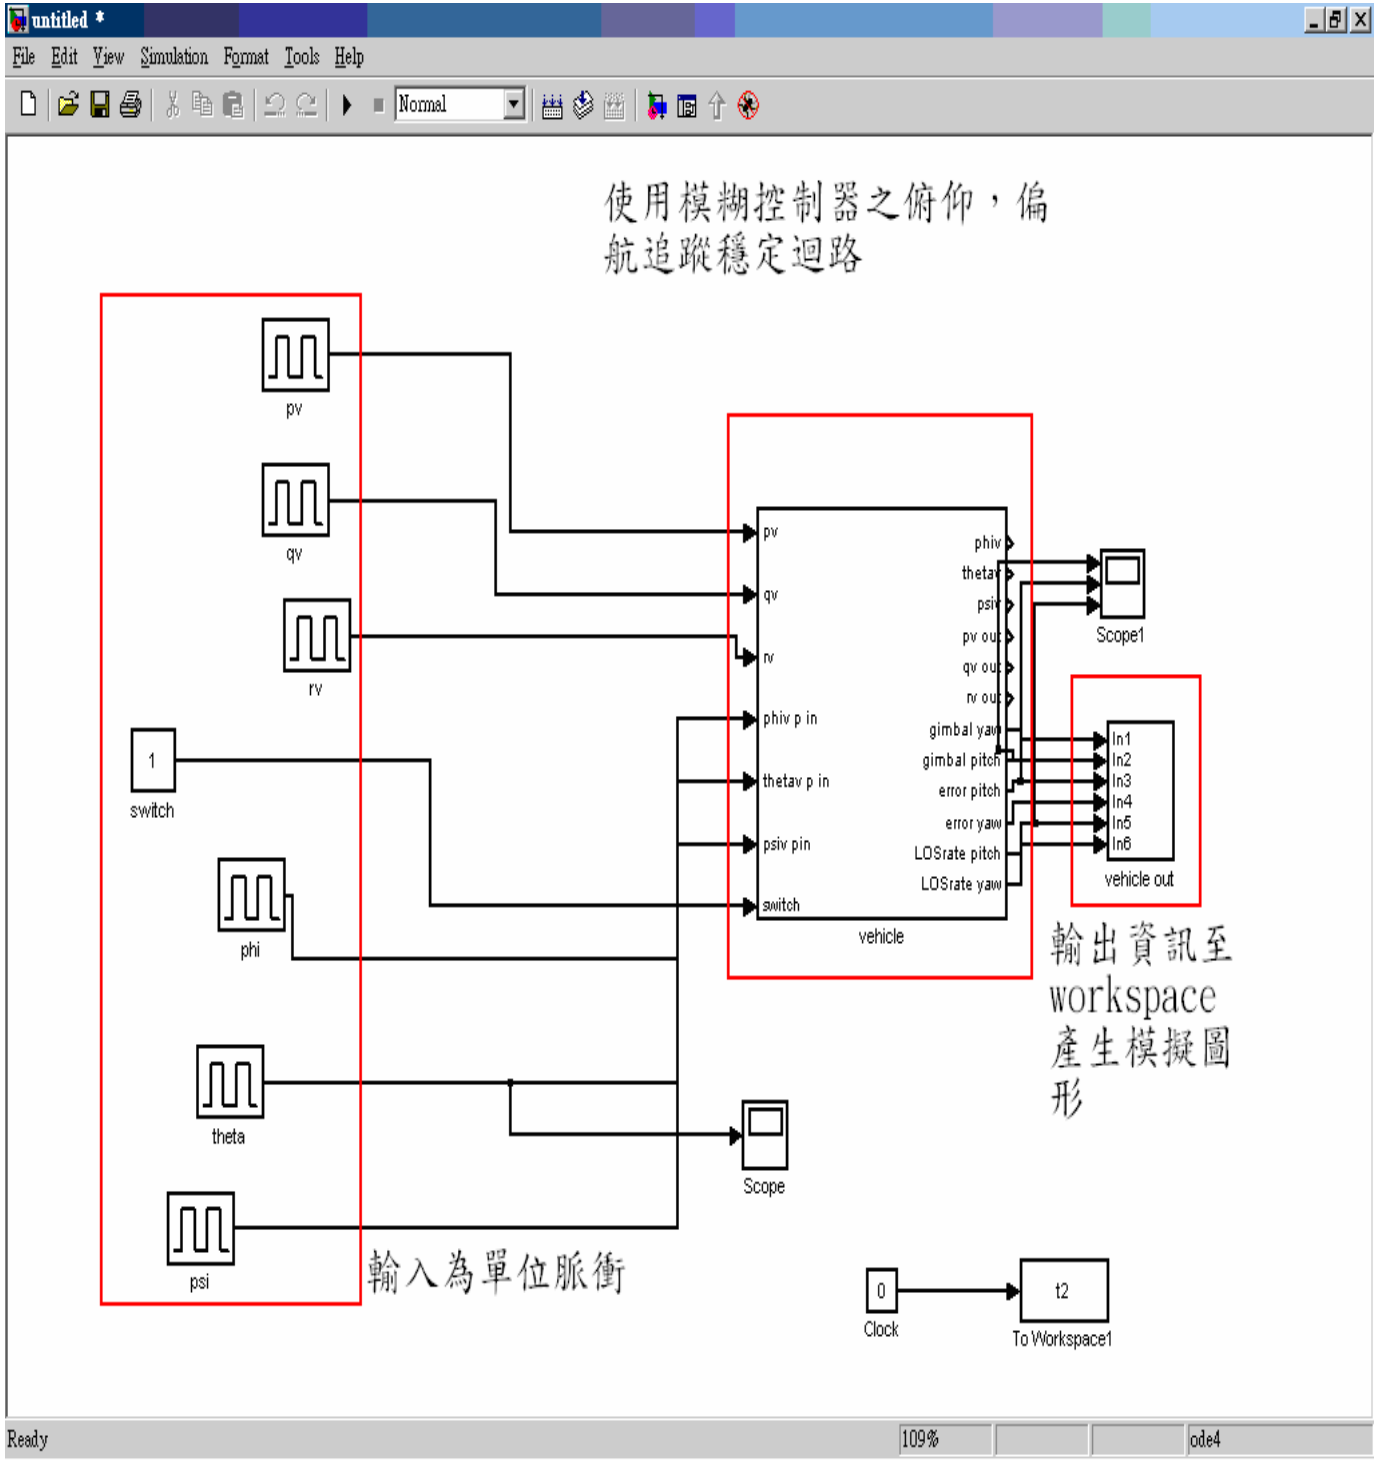 untitled *
File Edit View Simulation Format Tools Help
Normal
使用模糊控制器之俯仰，偏
航追蹤穩定迴路
pv
qv
rv
1
switch
phi
theta
psi
輸入為單位脈衝
pv
qv
rv
phiv p in
thetav p in
psiv pin
switch
phiv
thetav
psiv
pv out
qv out
rv out
gimbal yaw
gimbal pitch
error pitch
error yaw
LOSrate pitch
LOSrate yaw
vehicle
Scope1
In1
In2
In3
In4
In5
In6
vehicle out
輸出資訊至
workspace
產生模擬圖
形
Scope
0
Clock
t2
To Workspace1
Ready
109%
ode4